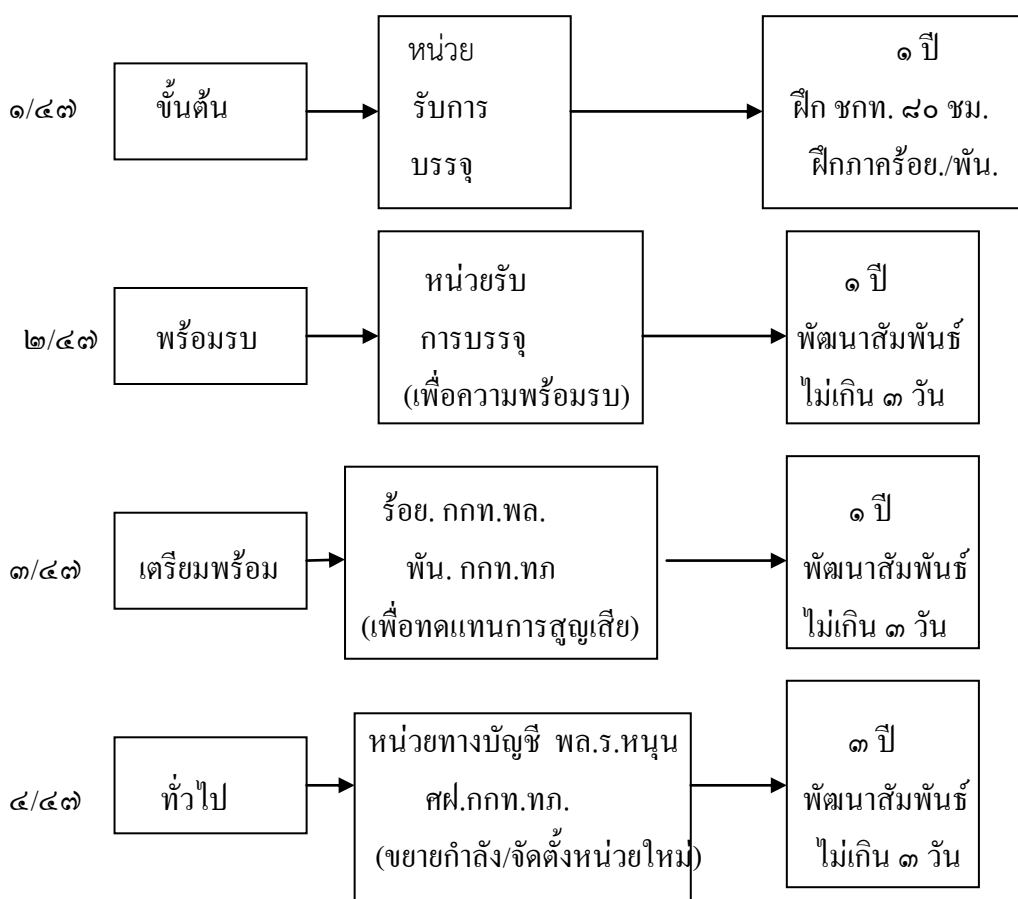 ๑/๔๗
ขั้นต้น
หน่วย
รับการ
บรรจุ
๑ ปี
ฝึก ชกท. ๘๐ ชม.
ฝึกภาคร้อย./พัน.
๒/๔๗
พร้อมรบ
หน่วยรับ
การบรรจุ
(เพื่อความพร้อมรบ)
๑ ปี
พัฒนาสัมพันธ์
ไม่เกิน ๓ วัน
๓/๔๗
เตรียมพร้อม
ร้อย. กกท.พล.
พัน. กกท.ทภ
(เพื่อทดแทนการสูญเสีย)
๑ ปี
พัฒนาสัมพันธ์
ไม่เกิน ๓ วัน
๔/๔๗
ทั่วไป
หน่วยทางบัญชี พล.ร.หนุน
ศฝ.กกท.ทภ.
(ขยายกำลัง/จัดตั้งหน่วยใหม่)
๓ ปี
พัฒนาสัมพันธ์
ไม่เกิน ๓ วัน